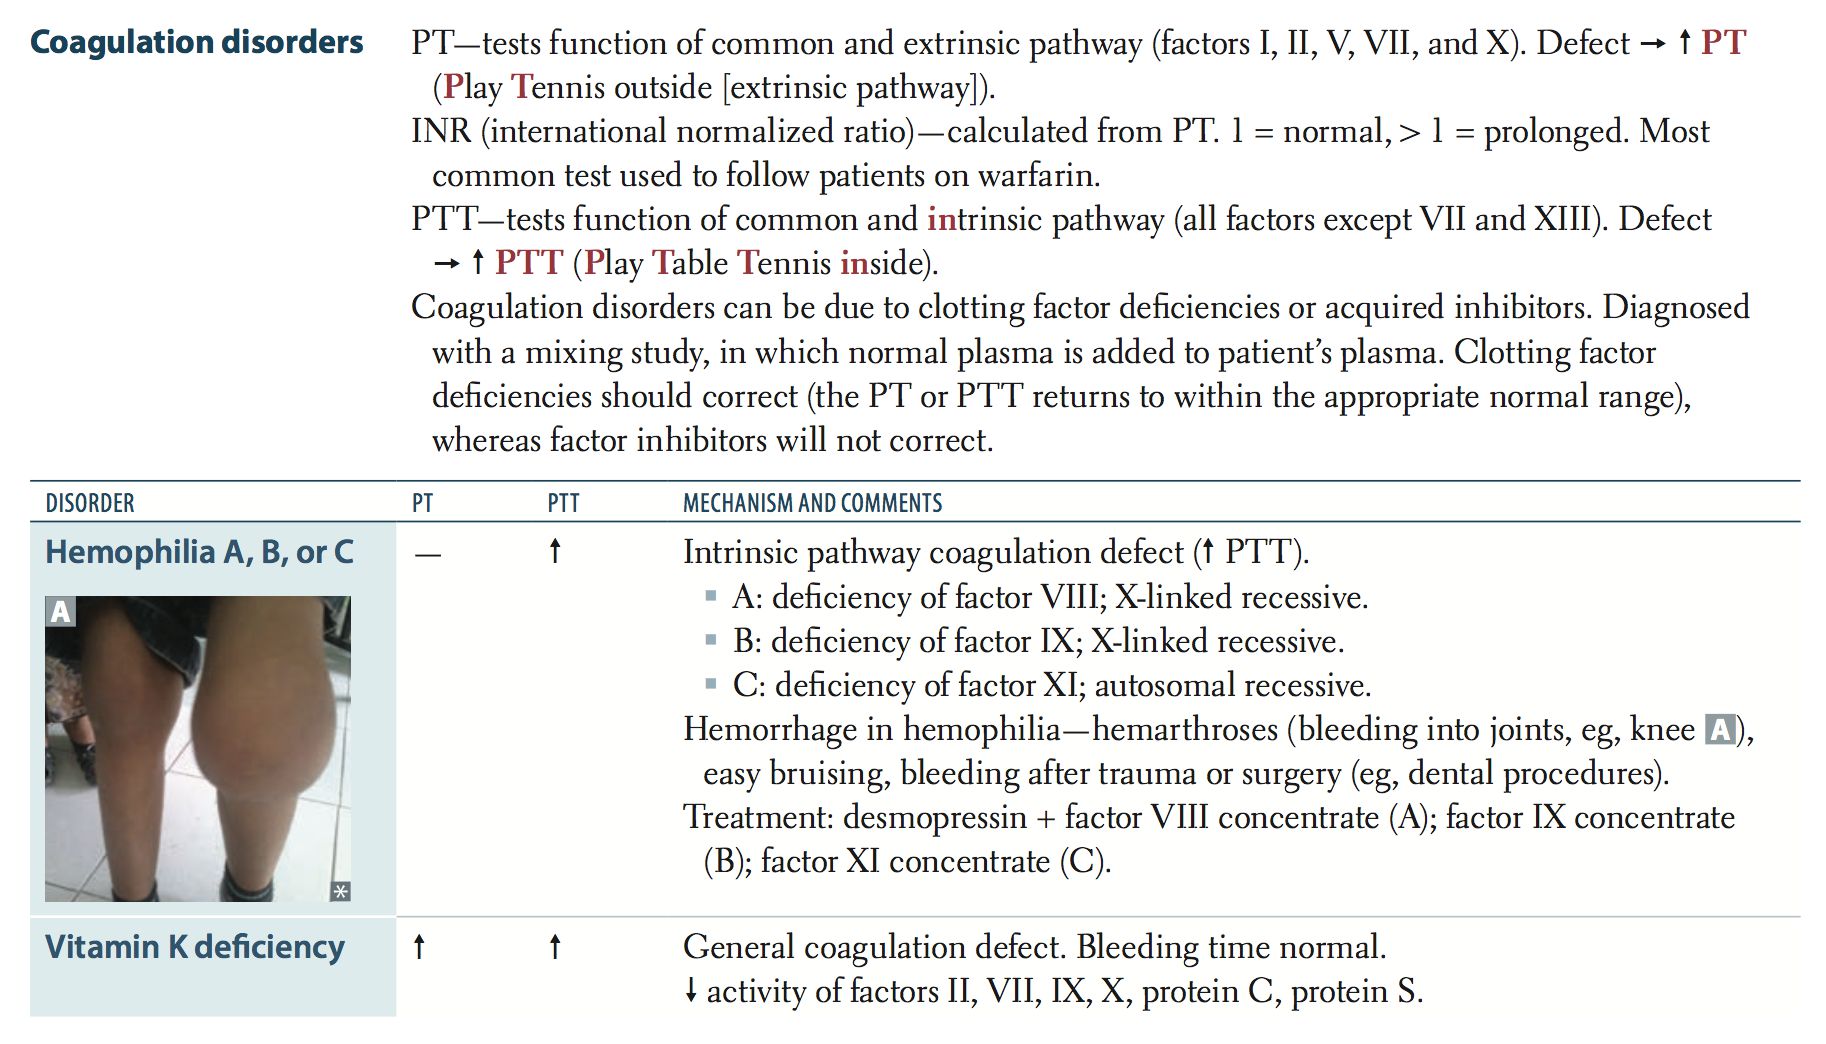 Coagulation disorders
PT—tests function of common and extrinsic pathway (factors I, II, V, VII, and X). Defect → ↑ PT
(Play Tennis outside [extrinsic pathway]).
INR (international normalized ratio)—calculated from PT. 1 = normal, > 1 = prolonged. Most
common test used to follow patients on warfarin.
PTT—tests function of common and intrinsic pathway (all factors except VII and XIII). Defect
→ ↑ PTT (Play Table Tennis inside).
Coagulation disorders can be due to clotting factor deficiencies or acquired inhibitors. Diagnosed
with a mixing study, in which normal plasma is added to patient’s plasma. Clotting factor
deficiencies should correct (the PT or PTT returns to within the appropriate normal range),
whereas factor inhibitors will not correct.
DISORDER PT PTT MECHANISM AND COMMENTS
Hemophilia A, B, or C — ↑ Intrinsic pathway coagulation defect (↑ PTT).
A
▪ A: deficiency of factor VIII; X-linked recessive.
▪ B: deficiency of factor IX; X-linked recessive.
▪ C: deficiency of factor XI; autosomal recessive.
Hemorrhage in hemophilia—hemarthroses (bleeding into joints, eg, knee A),
easy bruising, bleeding after trauma or surgery (eg, dental procedures).
Treatment: desmopressin + factor VIII concentrate (A); factor IX concentrate
(B); factor XI concentrate (C).
*
Vitamin K deficiency ↑ ↑ General coagulation defect. Bleeding time normal.
↓ activity of factors II, VII, IX, X, protein C, protein S.